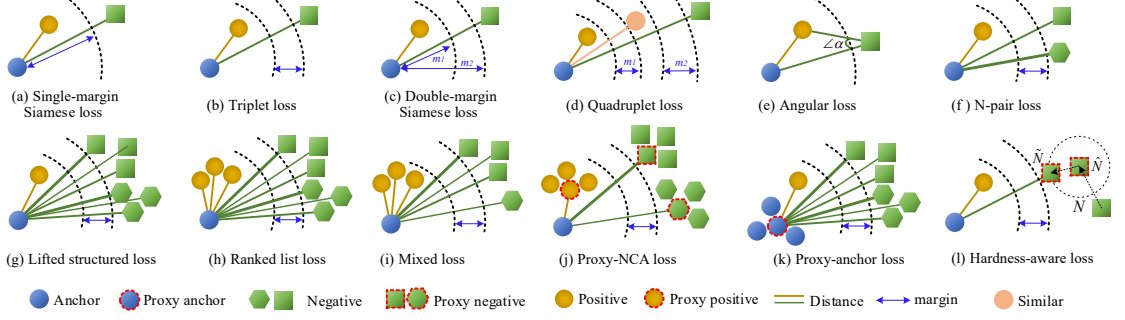 m1
m2
m1
m2
∠α
(a) Single-margin
Siamese loss
(b) Triplet loss
(c) Double-margin
Siamese loss
(d) Quadruplet loss
(e) Angular loss
(f) N-pair loss
Ñ
N̂
N
(g) Lifted structured loss
(h) Ranked list loss
(i) Mixed loss
(j) Proxy-NCA loss
(k) Proxy-anchor loss
(l) Hardness-aware loss
Anchor
Proxy anchor
Negative
Proxy negative
Positive
Proxy positive
Distance
margin
Similar